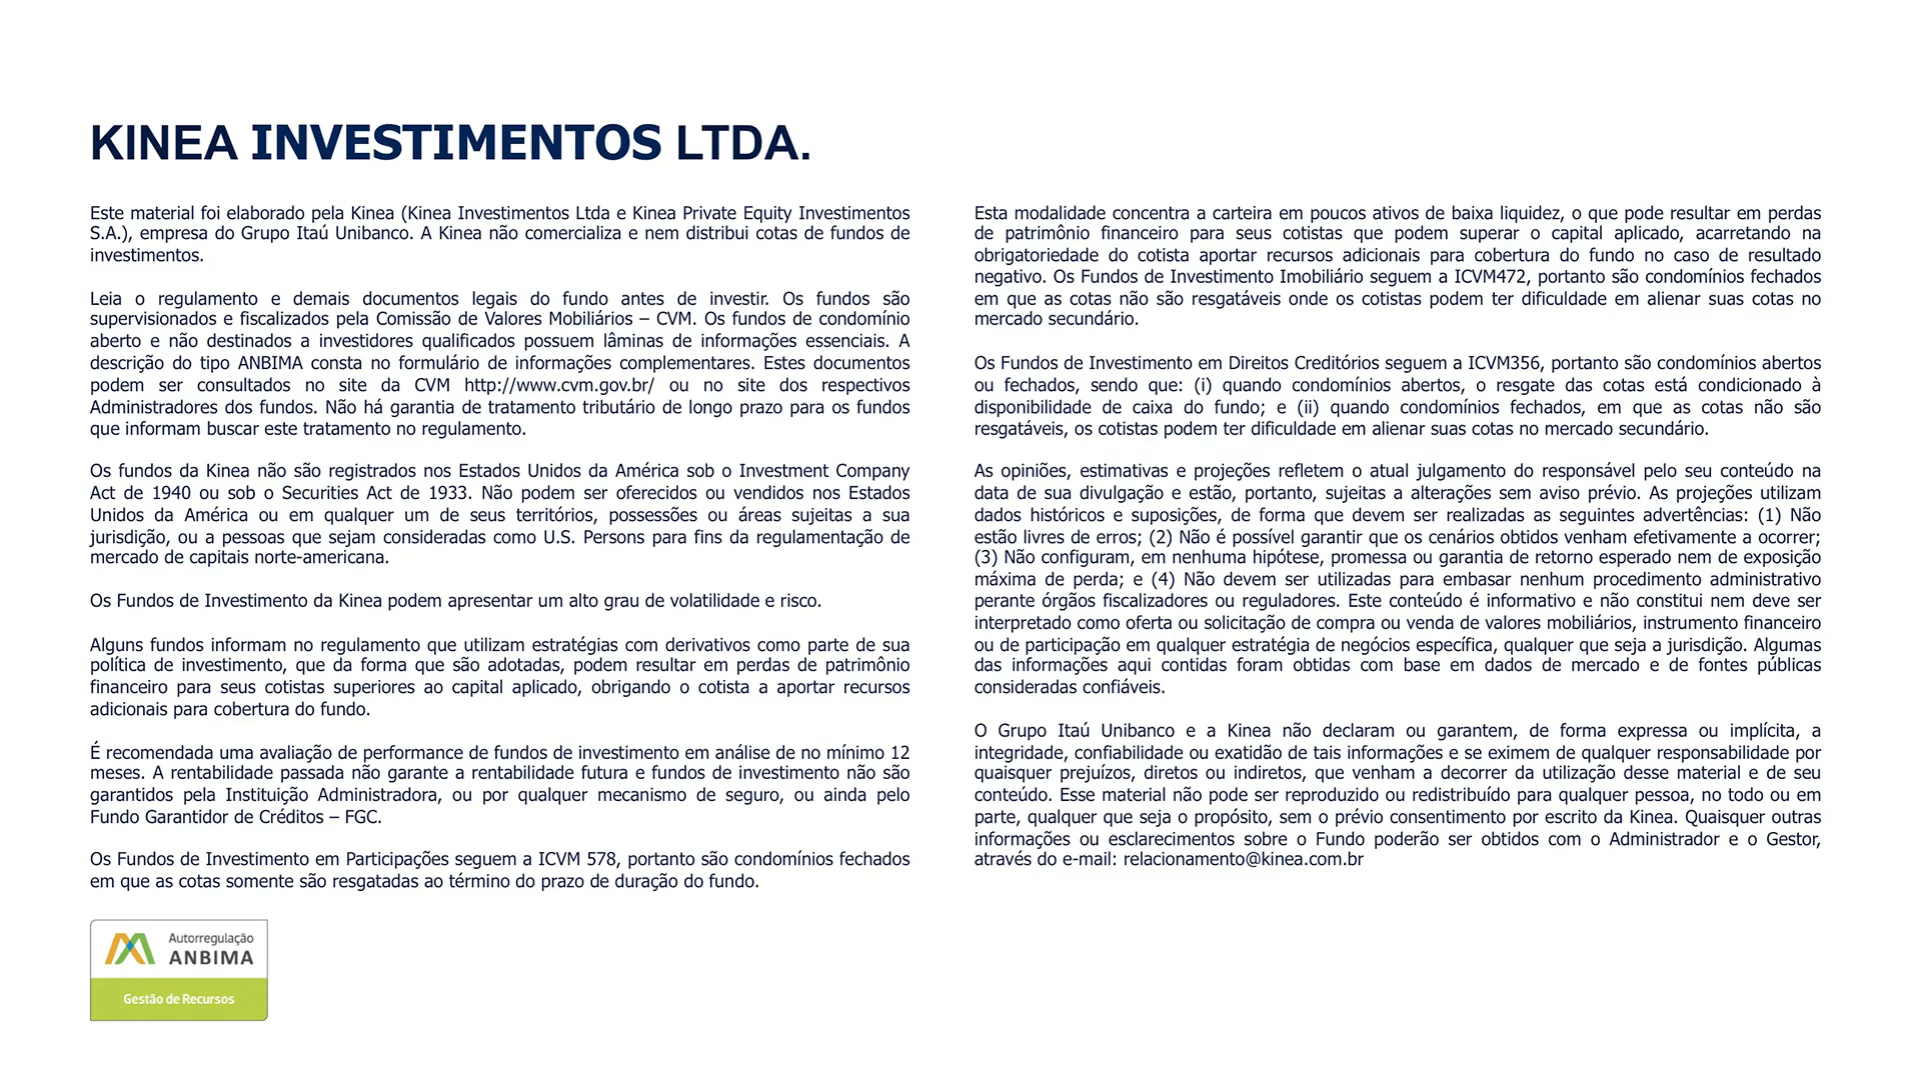 KINEA INVESTIMENTOS LTDA.
Este material foi elaborado pela Kinea (Kinea Investimentos Ltda e Kinea Private Equity Investimentos
S.A.), empresa do Grupo Itaú Unibanco. A Kinea não comercializa e nem distribui cotas de fundos de
investimentos.
Leia o regulamento e demais documentos legais do fundo antes de investir. Os fundos são
supervisionados e fiscalizados pela Comissão de Valores Mobiliários – CVM. Os fundos de condomínio
aberto e não destinados a investidores qualificados possuem lâminas de informações essenciais. A
descrição do tipo ANBIMA consta no formulário de informações complementares. Estes documentos
podem ser consultados no site da CVM http://www.cvm.gov.br/ ou no site dos respectivos
Administradores dos fundos. Não há garantia de tratamento tributário de longo prazo para os fundos
que informam buscar este tratamento no regulamento.
Os fundos da Kinea não são registrados nos Estados Unidos da América sob o Investment Company
Act de 1940 ou sob o Securities Act de 1933. Não podem ser oferecidos ou vendidos nos Estados
Unidos da América ou em qualquer um de seus territórios, possessões ou áreas sujeitas a sua
jurisdição, ou a pessoas que sejam consideradas como U.S. Persons para fins da regulamentação de
mercado de capitais norte-americana.
Os Fundos de Investimento da Kinea podem apresentar um alto grau de volatilidade e risco.
Alguns fundos informam no regulamento que utilizam estratégias com derivativos como parte de sua
política de investimento, que da forma que são adotadas, podem resultar em perdas de patrimônio
financeiro para seus cotistas superiores ao capital aplicado, obrigando o cotista a aportar recursos
adicionais para cobertura do fundo.
É recomendada uma avaliação de performance de fundos de investimento em análise de no mínimo 12
meses. A rentabilidade passada não garante a rentabilidade futura e fundos de investimento não são
garantidos pela Instituição Administradora, ou por qualquer mecanismo de seguro, ou ainda pelo
Fundo Garantidor de Créditos – FGC.
Os Fundos de Investimento em Participações seguem a ICVM 578, portanto são condomínios fechados
em que as cotas somente são resgatadas ao término do prazo de duração do fundo.
Esta modalidade concentra a carteira em poucos ativos de baixa liquidez, o que pode resultar em perdas
de patrimônio financeiro para seus cotistas que podem superar o capital aplicado, acarretando na
obrigatoriedade do cotista aportar recursos adicionais para cobertura do fundo no caso de resultado
negativo. Os Fundos de Investimento Imobiliário seguem a ICVM472, portanto são condomínios fechados
em que as cotas não são resgatáveis onde os cotistas podem ter dificuldade em alienar suas cotas no
mercado secundário.
Os Fundos de Investimento em Direitos Creditórios seguem a ICVM356, portanto são condomínios abertos
ou fechados, sendo que: (i) quando condomínios abertos, o resgate das cotas está condicionado à
disponibilidade de caixa do fundo; e (ii) quando condomínios fechados, em que as cotas não são
resgatáveis, os cotistas podem ter dificuldade em alienar suas cotas no mercado secundário.
As opiniões, estimativas e projeções refletem o atual julgamento do responsável pelo seu conteúdo na
data de sua divulgação e estão, portanto, sujeitas a alterações sem aviso prévio. As projeções utilizam
dados históricos e suposições, de forma que devem ser realizadas as seguintes advertências: (1) Não
estão livres de erros; (2) Não é possível garantir que os cenários obtidos venham efetivamente a ocorrer;
(3) Não configuram, em nenhuma hipótese, promessa ou garantia de retorno esperado nem de exposição
máxima de perda; e (4) Não devem ser utilizadas para embasar nenhum procedimento administrativo
perante órgãos fiscalizadores ou reguladores. Este conteúdo é informativo e não constitui nem deve ser
interpretado como oferta ou solicitação de compra ou venda de valores mobiliários, instrumento financeiro
ou de participação em qualquer estratégia de negócios específica, qualquer que seja a jurisdição. Algumas
das informações aqui contidas foram obtidas com base em dados de mercado e de fontes públicas
consideradas confiáveis.
O Grupo Itaú Unibanco e a Kinea não declaram ou garantem, de forma expressa ou implícita, a
integridade, confiabilidade ou exatidão de tais informações e se eximem de qualquer responsabilidade por
quaisquer prejuízos, diretos ou indiretos, que venham a decorrer da utilização desse material e de seu
conteúdo. Esse material não pode ser reproduzido ou redistribuído para qualquer pessoa, no todo ou em
parte, qualquer que seja o propósito, sem o prévio consentimento por escrito da Kinea. Quaisquer outras
informações ou esclarecimentos sobre o Fundo poderão ser obtidos com o Administrador e o Gestor,
através do e-mail: relacionamento@kinea.com.br
Autorregulação
ANBIMA
Gestão de Recursos